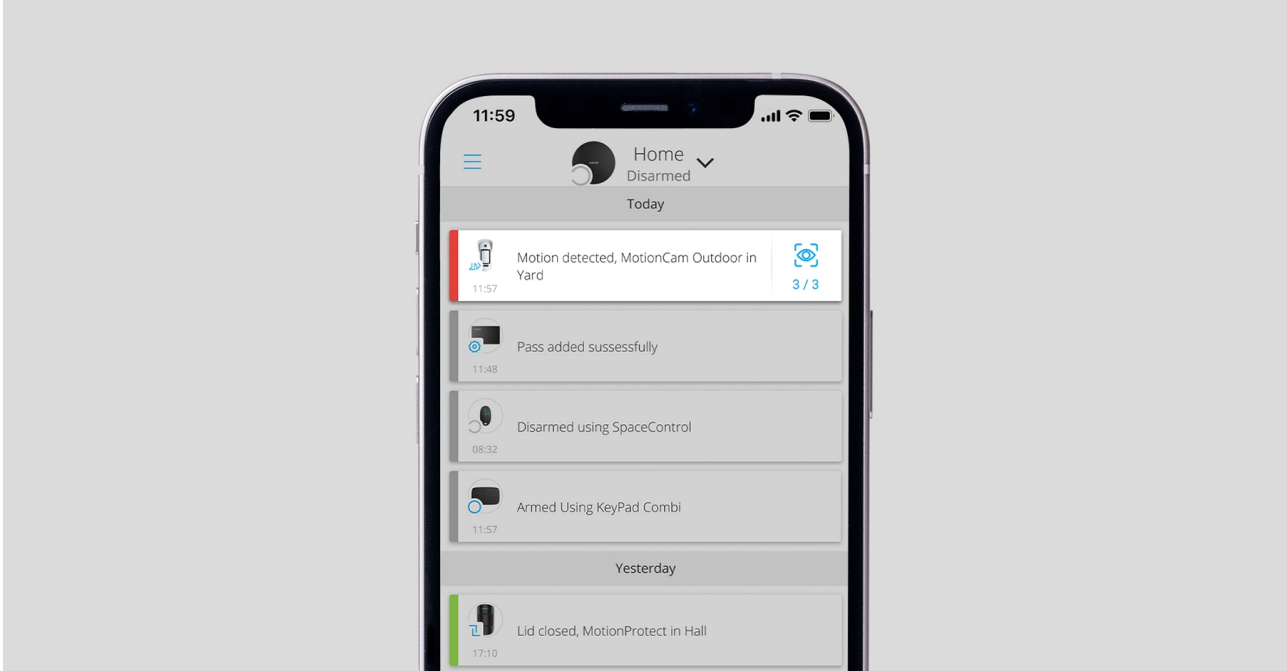 11:59
Home
Disarmed
Today
Motion detected, MotionCam Outdoor in
Yard
11:57
3 / 3
Pass added sussessfully
11:48
Disarmed using SpaceControl
08:32
Armed Using KeyPad Combi
11:57
Yesterday
Lid closed, MotionProtect in Hall
17:10